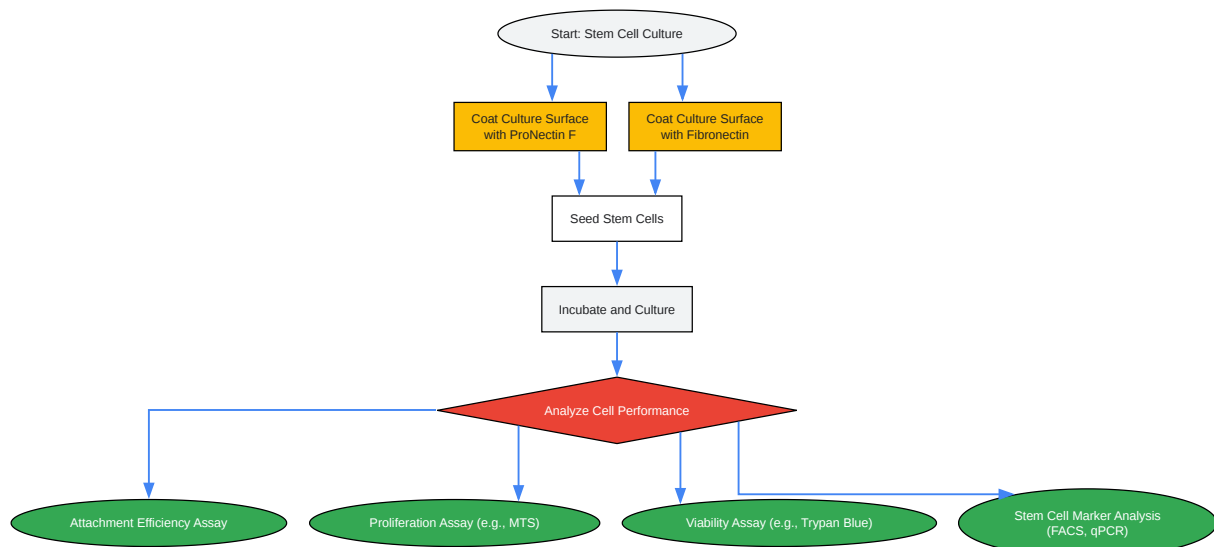 Start: Stem Cell Culture
Coat Culture Surface
with ProNectin F
Coat Culture Surface
with Fibronectin
Seed Stem Cells
Incubate and Culture
Analyze Cell Performance
Attachment Efficiency Assay
Proliferation Assay (e.g., MTS)
Viability Assay (e.g., Trypan Blue)
Stem Cell Marker Analysis
(FACS, qPCR)